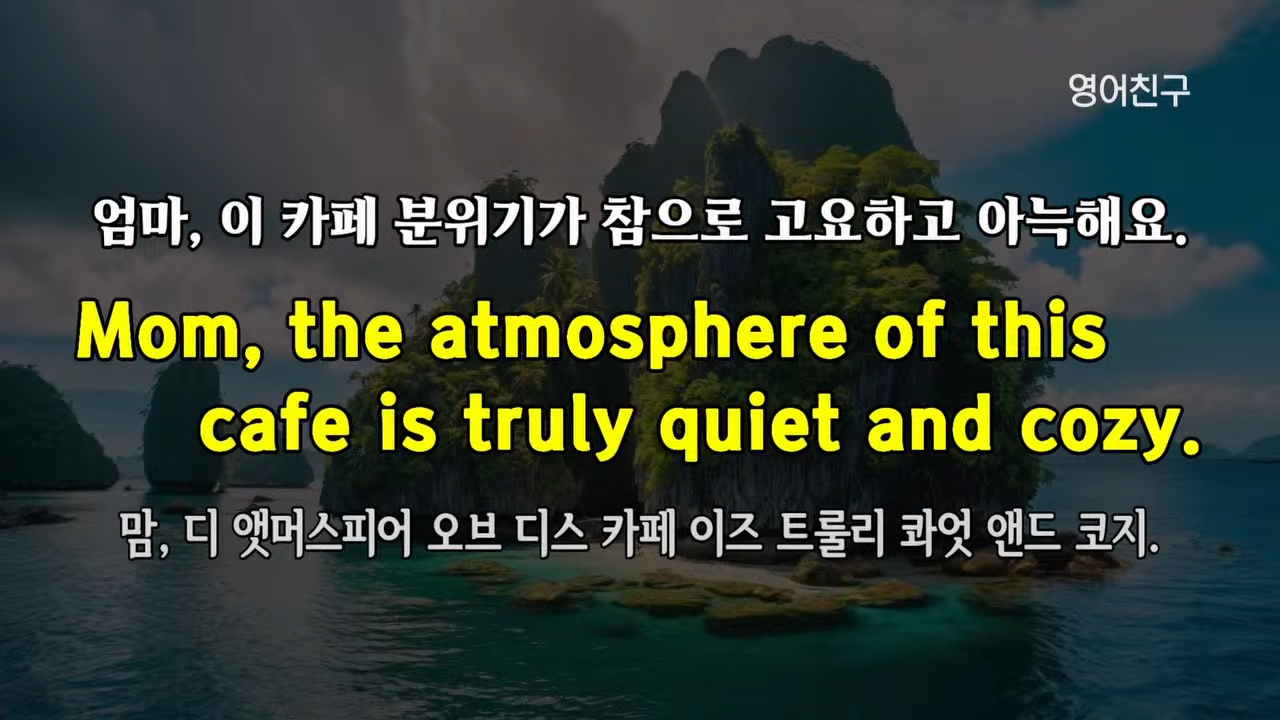 영어친구
엄마, 이 카페 분위기가 참으로 고요하고 아늑해요.
Mom, the atmosphere of this
cafe is truly quiet and cozy.
맘, 디 앳머스피어 오브 디스 카페 이즈 트룰리 콰엇 앤드 코지.